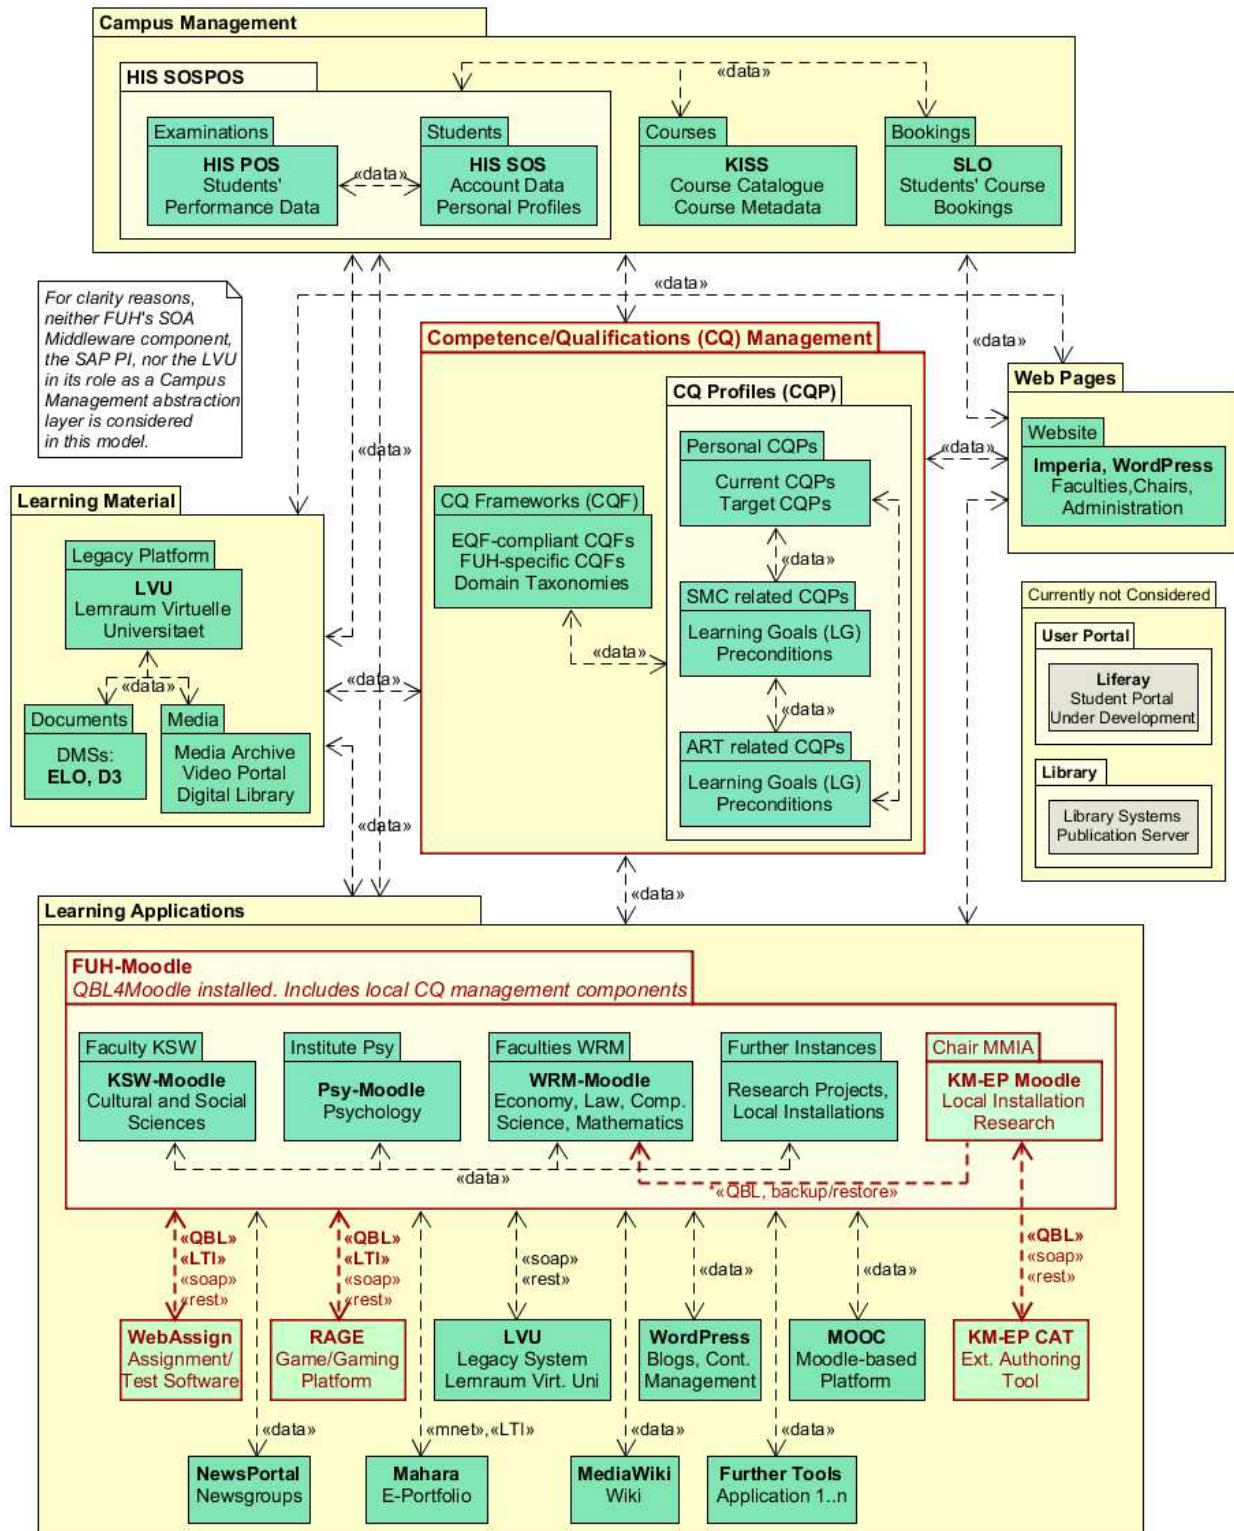 Campus Management
HIS SOSPOS
«data»
Examinations
Students
Courses
Bookings
HIS POS
Students'
Performance Data
«data»
HIS SOS
Account Data
Personal Profiles
KISS
Course Catalogue
Course Metadata
SLO
Students' Course
Bookings
For clarity reasons,
neither FUH's SOA
Middleware component,
the SAP PI, nor the LVU
in its role as a Campus
Management abstraction
layer is considered
in this model.
«data»
«data»
«data»
«data»
«data»
Competence/Qualifications (CQ) Management
CQ Profiles (CQP)
Personal CQPs
Current CQPs
Target CQPs
«data»
CQ Frameworks (CQF)
EQF-compliant CQFs
FUH-specific CQFs
Domain Taxonomies
«data»
SMC related CQPs
Learning Goals (LG)
Preconditions
«data»
ART related CQPs
Learning Goals (LG)
Preconditions
Web Pages
Website
Imperia, WordPress
Faculties,Chairs,
Administration
Learning Material
Legacy Platform
LVU
Lernraum Virtuelle
Universitaet
«data»
Documents
DMSs:
ELO, D3
Media
Media Archive
Video Portal
Digital Library
«data»
«data»
Currently not Considered
User Portal
Liferay
Student Portal
Under Development
Library
Library Systems
Publication Server
«data»
Learning Applications
FUH-Moodle
QBL4Moodle installed. Includes local CQ management components
Faculty KSW
KSW-Moodle
Cultural and Social
Sciences
Institute Psy
Psy-Moodle
Psychology
Faculties WRM
WRM-Moodle
Economy, Law, Comp.
Science, Mathematics
Further Instances
Research Projects,
Local Installations
Chair MMIA
KM-EP Moodle
Local Installation
Research
«data»
*«QBL, backup/restore»
«QBL»
«LTI»
«soap»
«rest»
«QBL»
«LTI»
«soap»
«rest»
«soap»
«rest»
«data»
«data»
«QBL»
«soap»
«rest»
WebAssign
Assignment/
Test Software
RAGE
Game/Gaming
Platform
LVU
Legacy System
Lernraum Virt. Uni
WordPress
Blogs, Cont.
Management
MOOC
Moodle-based
Platform
KM-EP CAT
Ext. Authoring
Tool
«data»
«mnet»,«LTI»
«data»
«data»
NewsPortal
Newsgroups
Mahara
E-Portfolio
MediaWiki
Wiki
Further Tools
Application 1..n